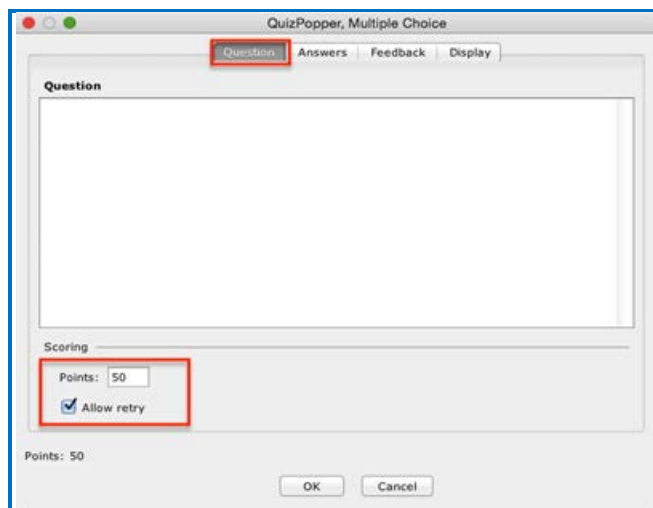 QuizPopper, Multiple Choice
Question Answers Feedback Display
Question
Scoring
Points: 50
Allow retry
Points: 50
OK Cancel